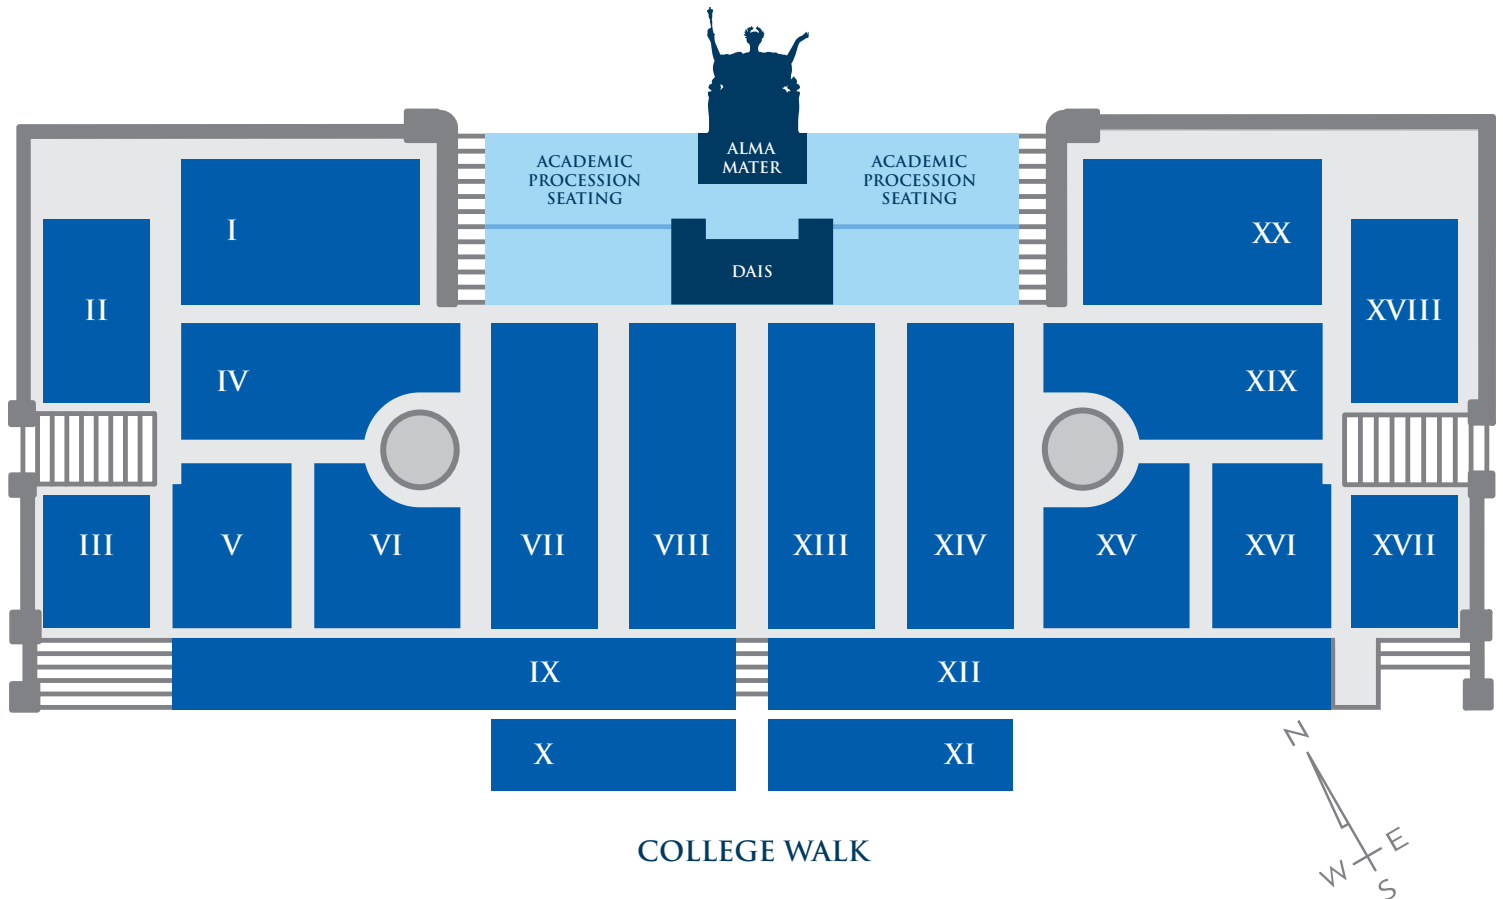 ALMA
MATER
ACADEMIC
PROCESSION
SEATING
ACADEMIC
PROCESSION
SEATING
DAIS
I
XX
II
XVIII
IV
XIX
III
V
VI
VII
VIII
XIII
XIV
XV
XVI
XVII
IX
XII
X
XI
COLLEGE WALK
N
E
W
S